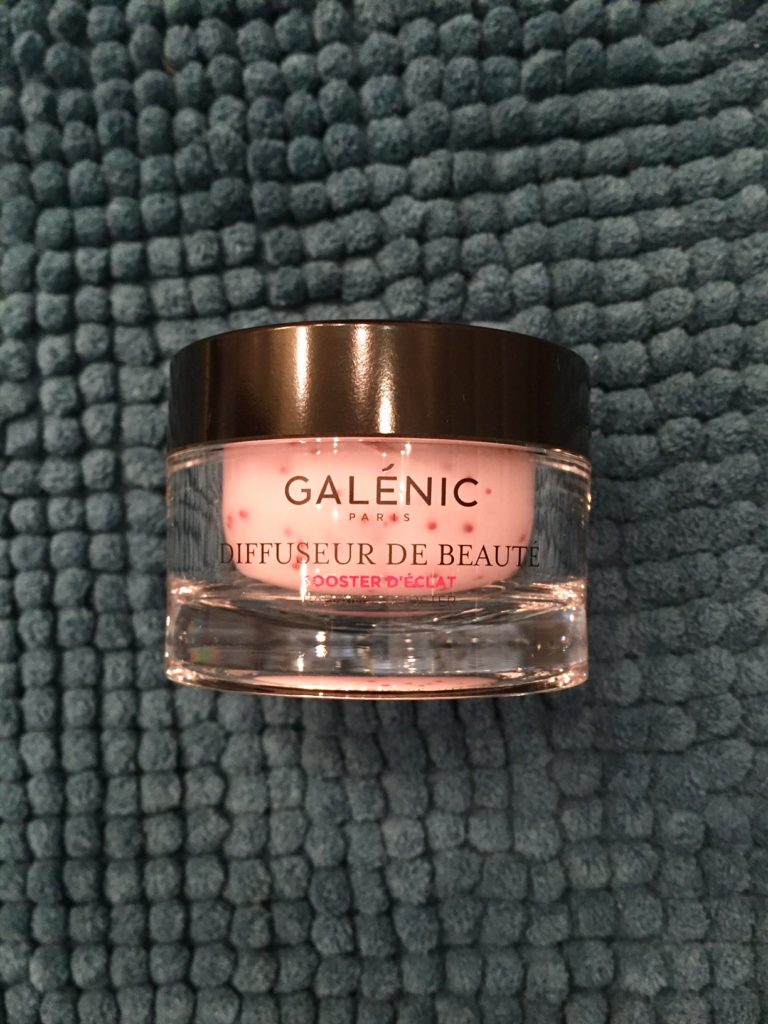 GALÉNIC
PARIS
DIFFUSEUR DE BEAUTÉ
BOOSTER D'ÉCLAT